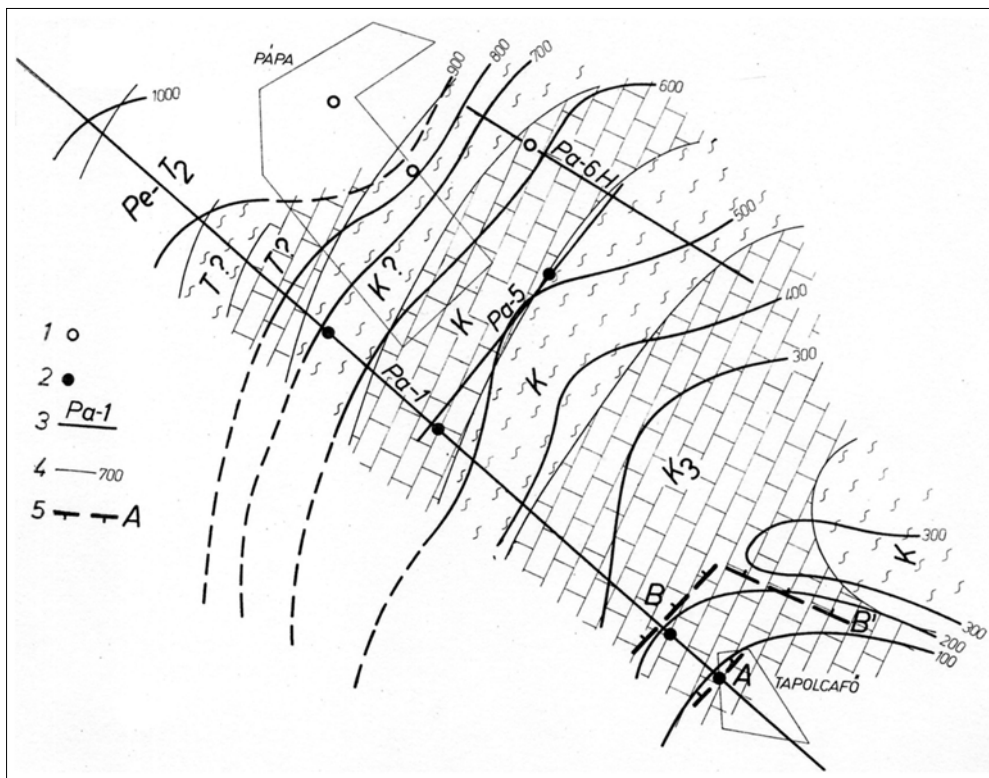 PÁPA
1000
900
800
700
600
Pe- T2
Pa-6H
T?
T?
K?
K
Pa-5
K
500
400
300
Pa-1
K3
1
2
3 Pa-1
4 700
5 A
300
K
B
B'
300
200
100
A
TAPOLCAFŐ